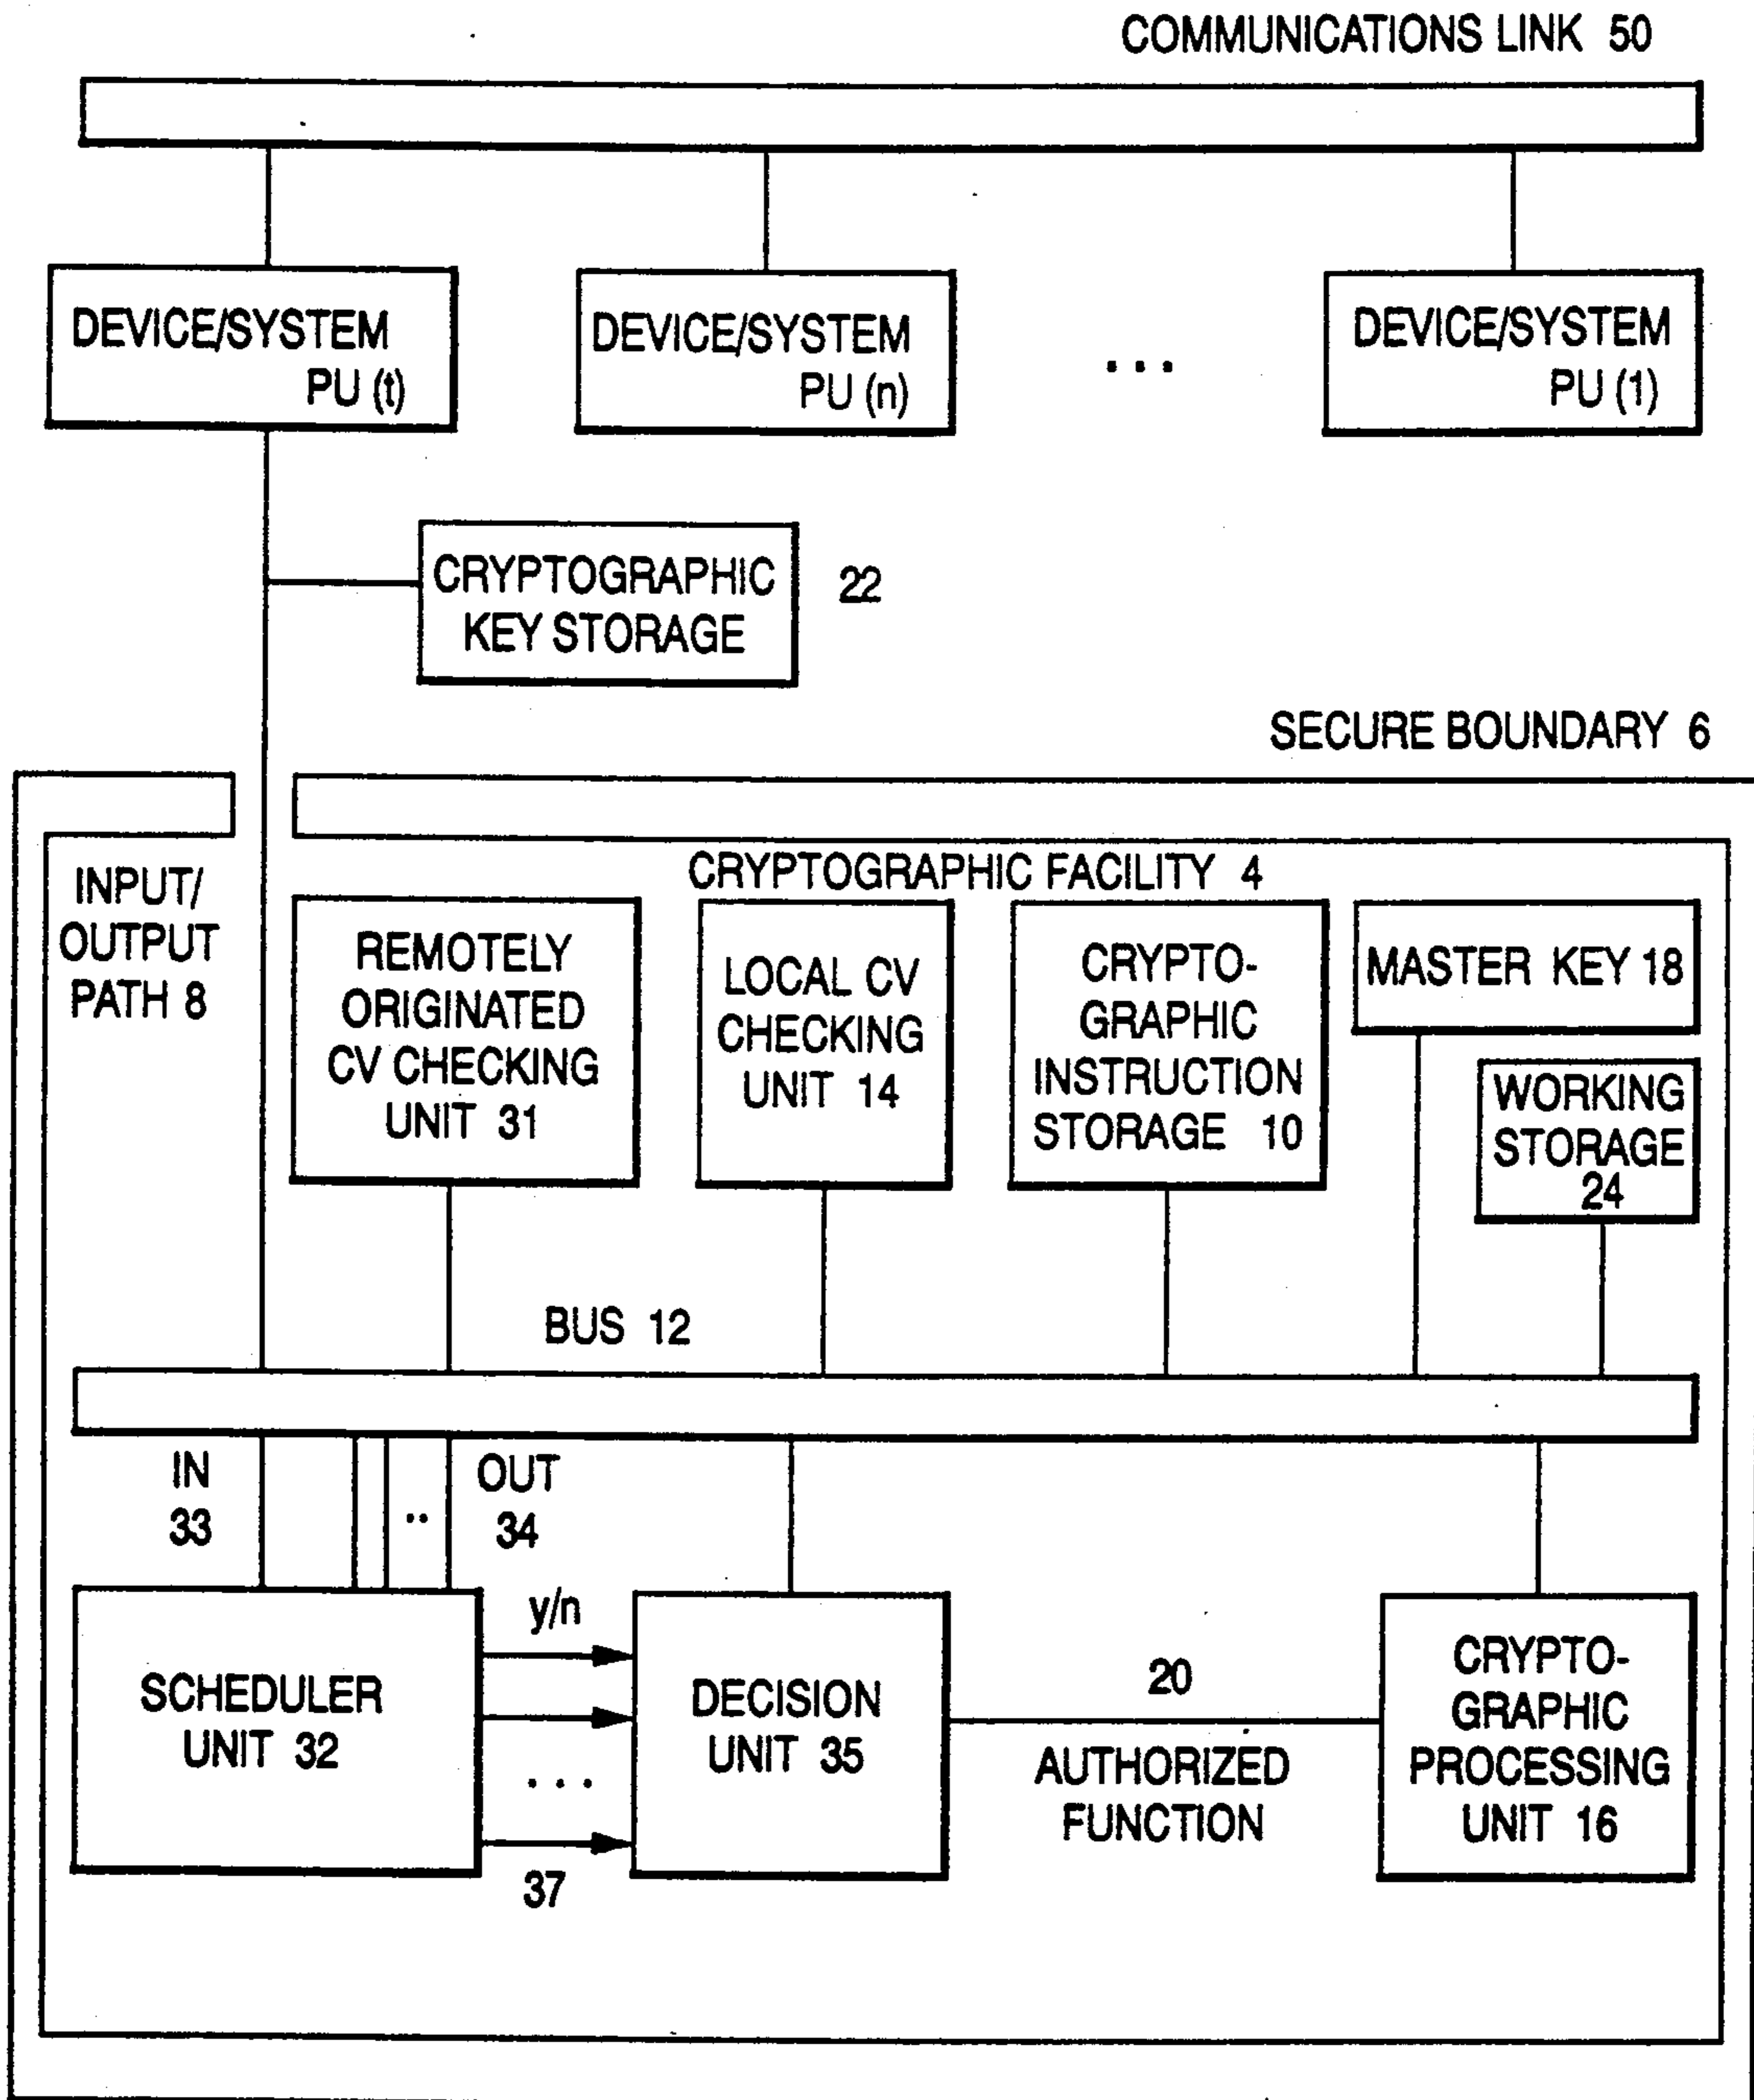 COMMUNICATIONS LINK 50
DEVICE/SYSTEM
PU (t)
DEVICE/SYSTEM
PU (n)
...
DEVICE/SYSTEM
PU (1)
CRYPTOGRAPHIC
KEY STORAGE
22
SECURE BOUNDARY 6
INPUT/
OUTPUT
PATH 8
CRYPTOGRAPHIC FACILITY 4
REMOTELY
ORIGINATED
CV CHECKING
UNIT 31
LOCAL CV
CHECKING
UNIT 14
CRYPTO-
GRAPHIC
INSTRUCTION
STORAGE 10
MASTER KEY 18
WORKING
STORAGE
24
BUS 12
IN
33
..
OUT
34
SCHEDULER
UNIT 32
y/n
...
37
DECISION
UNIT 35
20
AUTHORIZED
FUNCTION
CRYPTO-
GRAPHIC
PROCESSING
UNIT 16